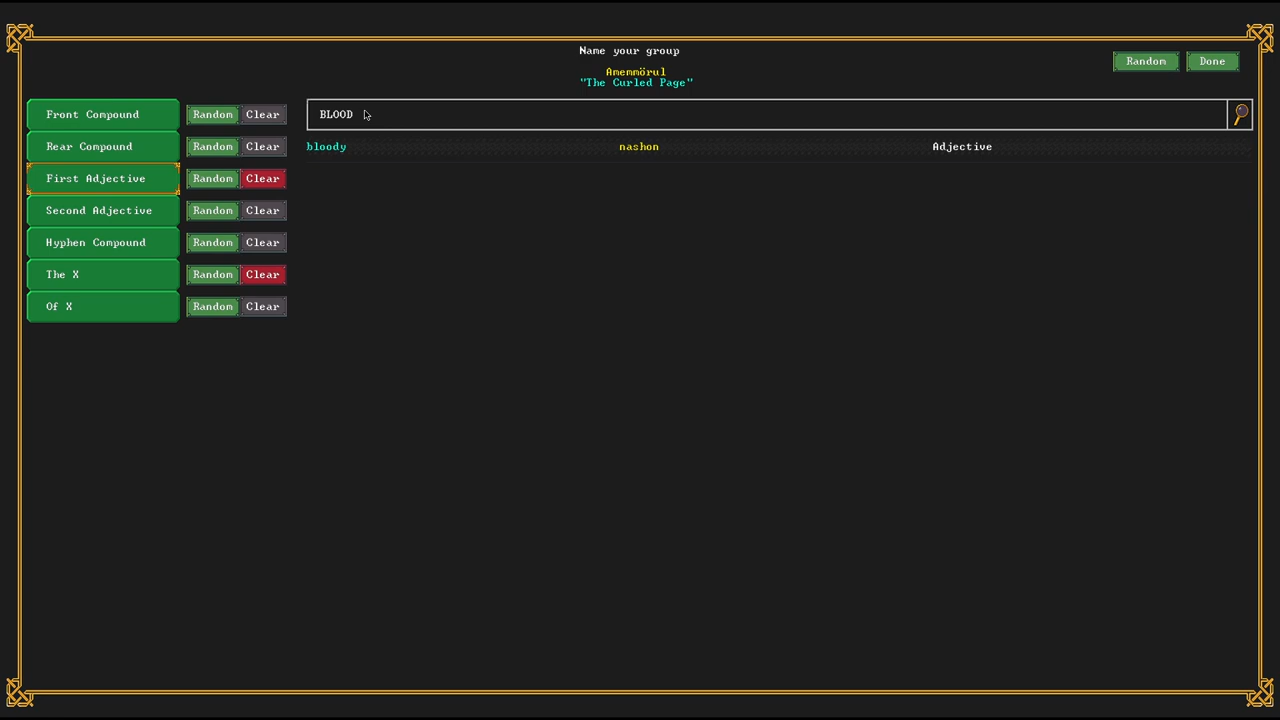 Name your group
Amemmörul
"The Curled Page"
Random Done
Front Compound Random Clear BLOOD
Rear Compound Random Clear bloody nashon Adjective
First Adjective Random Clear
Second Adjective Random Clear
Hyphen Compound Random Clear
The X Random Clear
Of X Random Clear